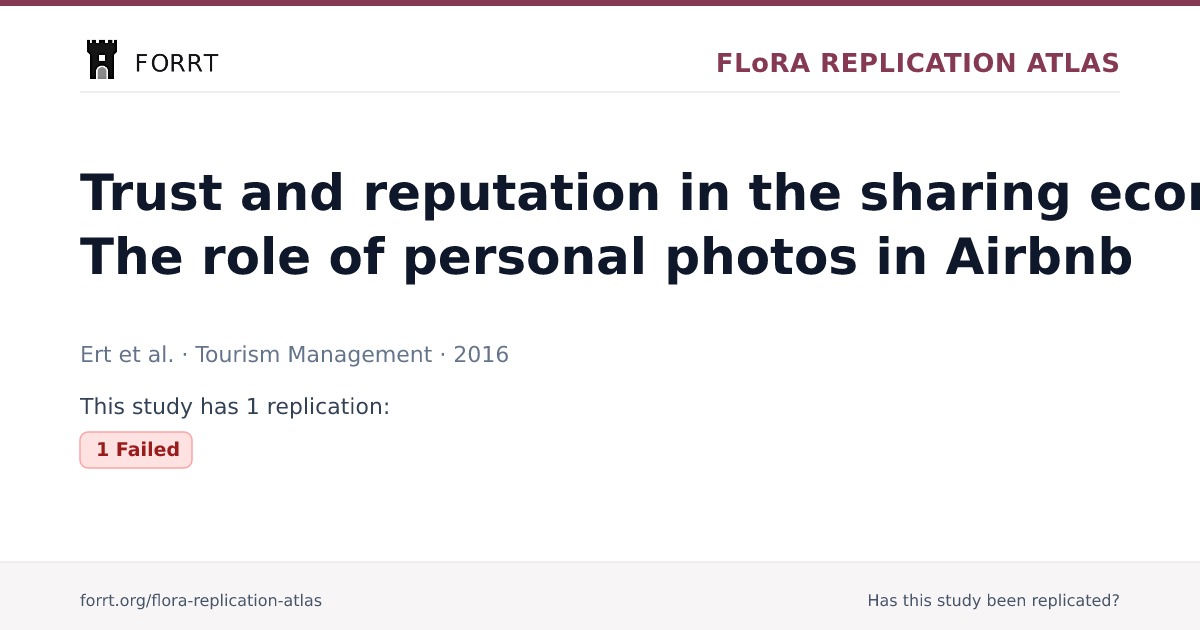 FORRT
FLoRA REPLICATION ATLAS
Trust and reputation in the sharing
The role of personal photos in Airbnb
Ert et al. · Tourism Management · 2016
This study has 1 replication:
1 Failed
forrt.org/flora-replication-atlas
Has this study been replicated?